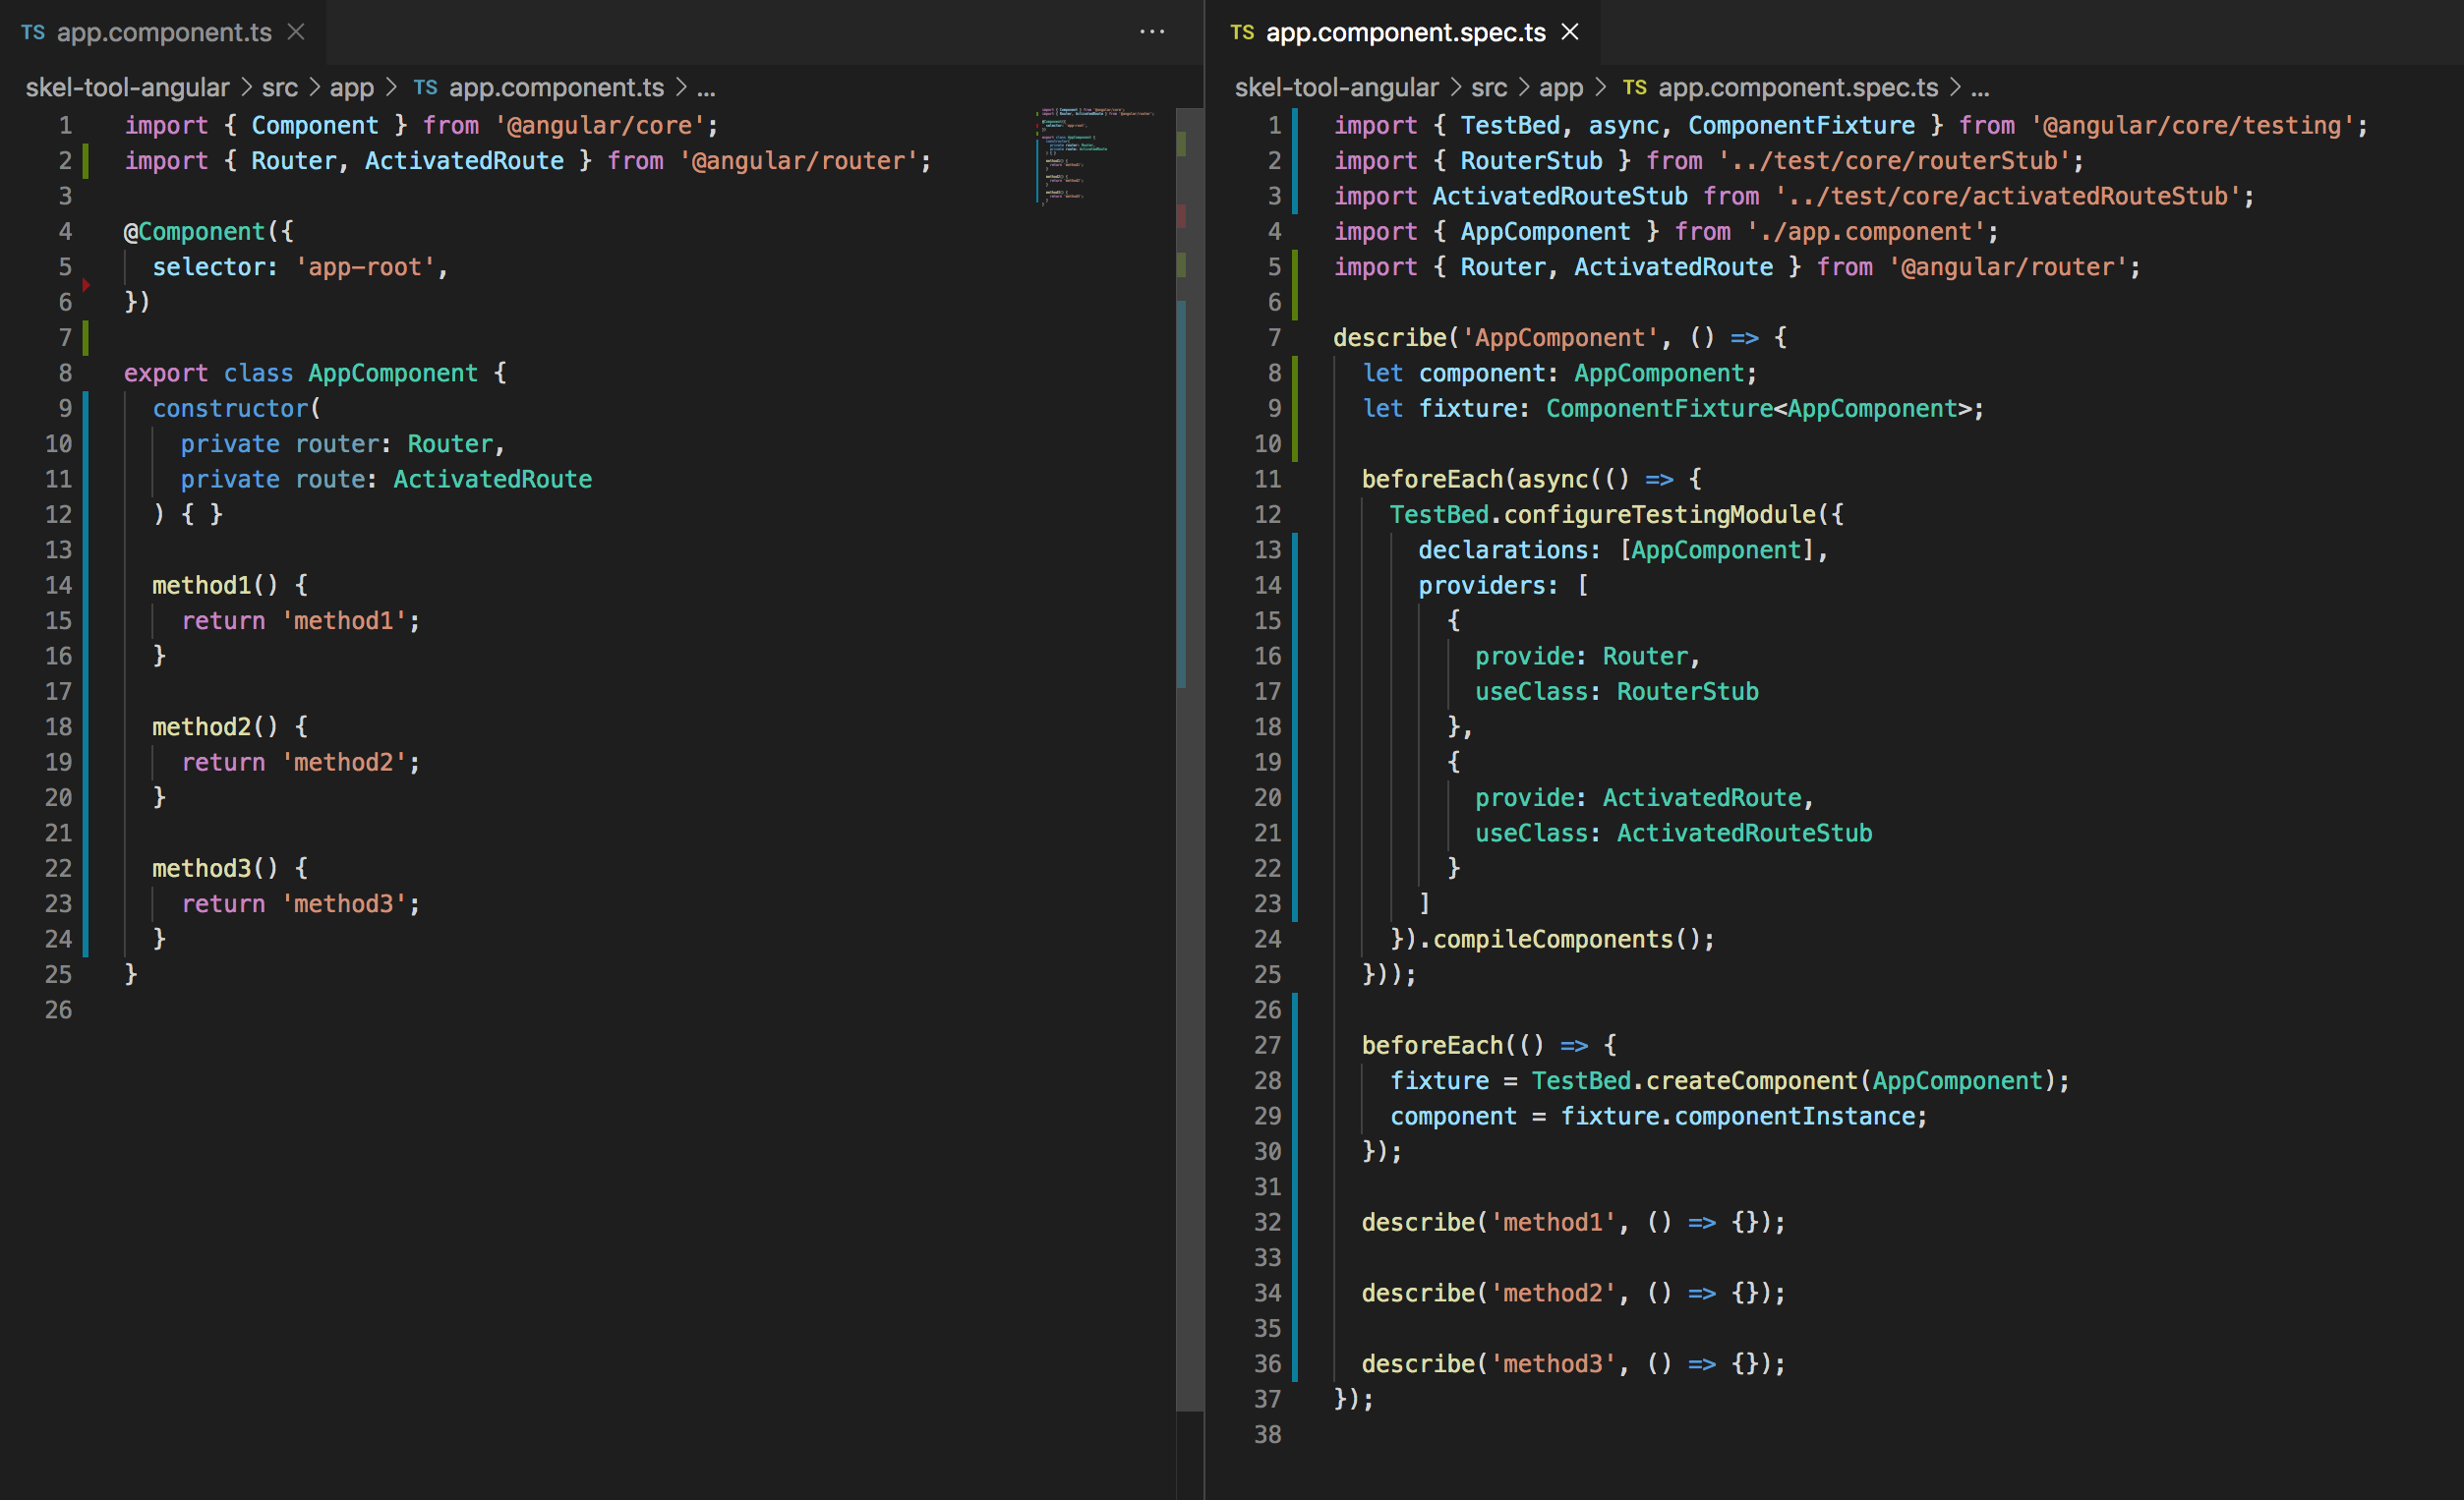 TS app.component.ts
skel-tool-angular > src > app > TS app.component.ts > ...
1 import { Component } from '@angular/core';
2 import { Router, ActivatedRoute } from '@angular/router';
3
4 @Component({
5   selector: 'app-root',
6 })
7
8 export class AppComponent {
9   constructor(
10     private router: Router,
11     private route: ActivatedRoute
12   ) { }
13
14   method1() {
15     return 'method1';
16   }
17
18   method2() {
19     return 'method2';
20   }
21
22   method3() {
23     return 'method3';
24   }
25 }
26
TS app.component.spec.ts
skel-tool-angular > src > app > TS app.component.spec.ts > ...
1 import { TestBed, async, ComponentFixture } from '@angular/core/testing';
2 import { RouterStub } from '../test/core/routerStub';
3 import ActivatedRouteStub from '../test/core/activatedRouteStub';
4 import { AppComponent } from './app.component';
5 import { Router, ActivatedRoute } from '@angular/router';
6
7 describe('AppComponent', () => {
8   let component: AppComponent;
9   let fixture: ComponentFixture<AppComponent>;
10
11   beforeEach(async(() => {
12     TestBed.configureTestingModule({
13       declarations: [AppComponent],
14       providers: [
15         {
16           provide: Router,
17           useClass: RouterStub
18         },
19         {
20           provide: ActivatedRoute,
21           useClass: ActivatedRouteStub
22         }
23       ]
24     }).compileComponents();
25   }));
26
27   beforeEach(() => {
28     fixture = TestBed.createComponent(AppComponent);
29     component = fixture.componentInstance;
30   });
31
32   describe('method1', () => {});
33
34   describe('method2', () => {});
35
36   describe('method3', () => {});
37 });
38